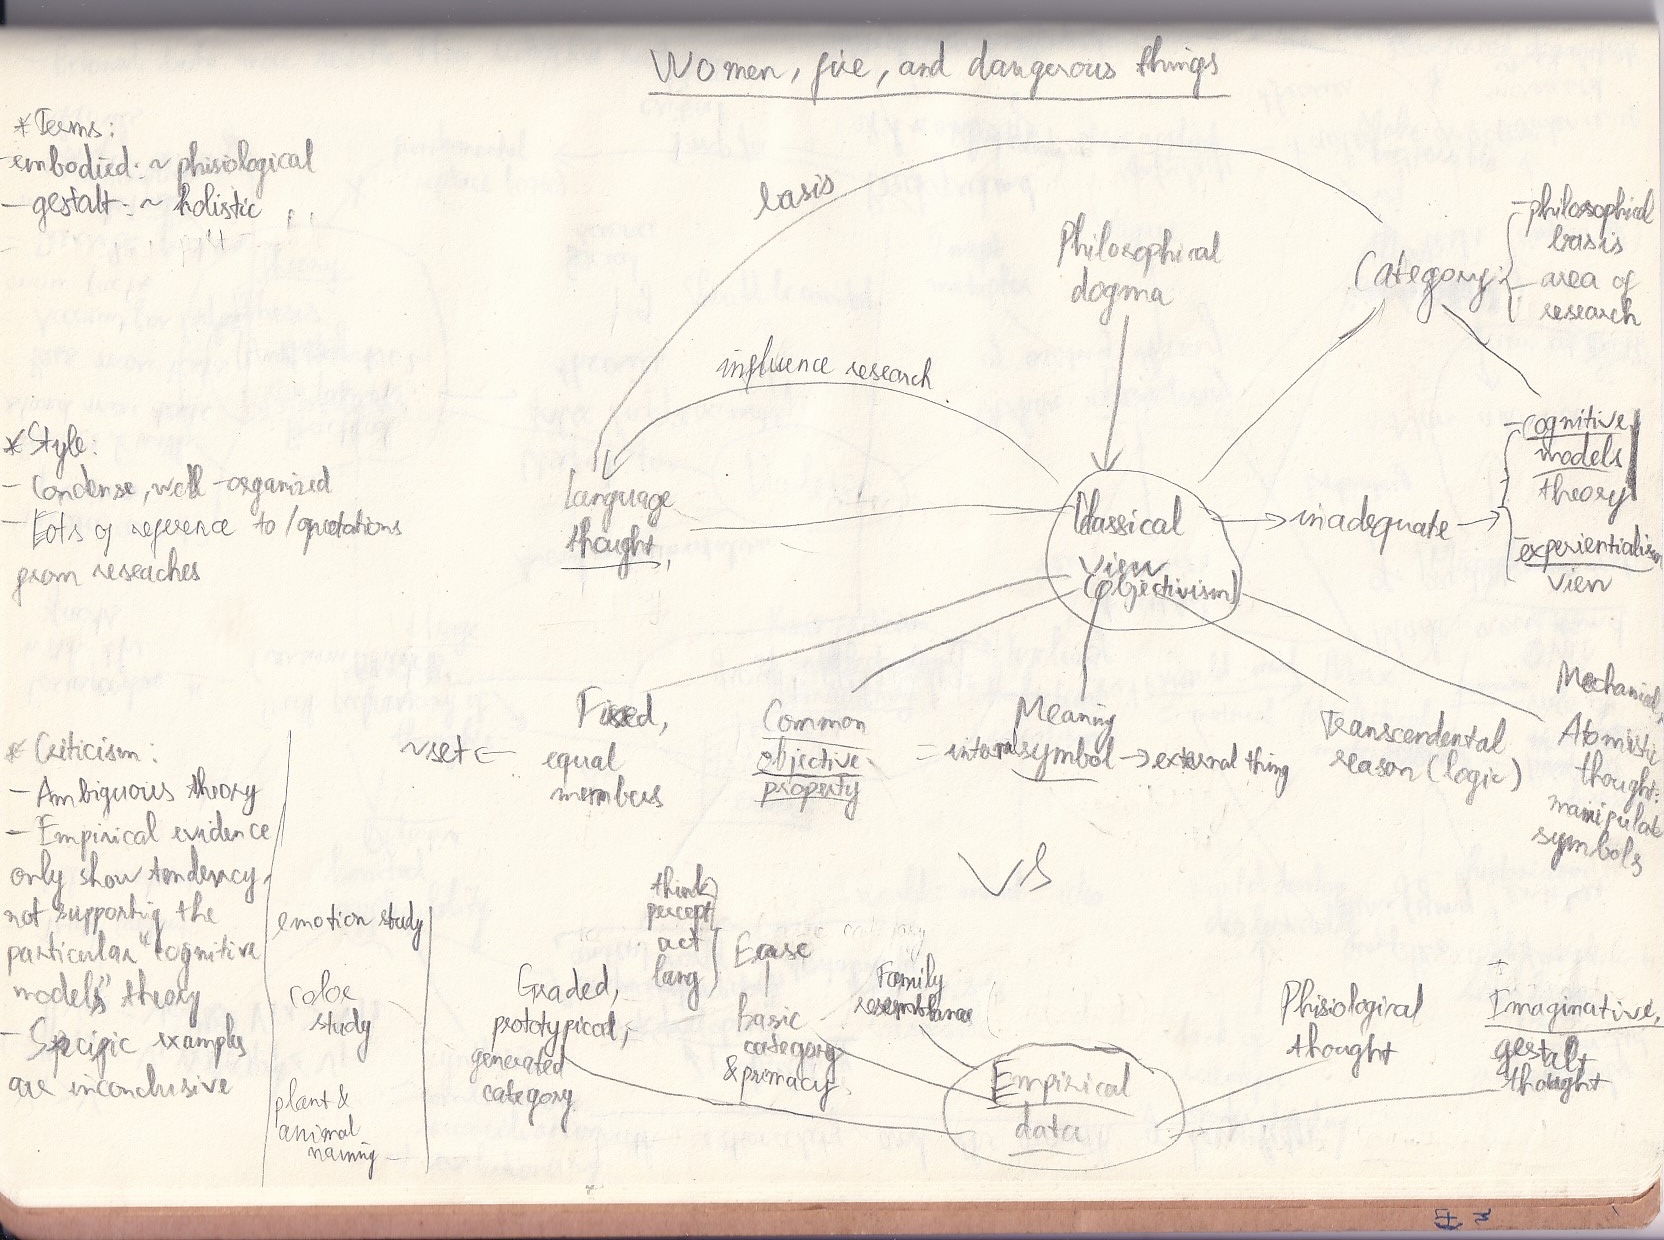 Women, fire, and dangerous things
* Terms:
- embodied: ~ phisiological
- gestalt: ~ holistic
basis
Philosophical
dogma
Category:
- philosophical
basis
- area of
research
influence research
* Style:
- Condense, well-organized
- Lots of reference to / quotations
from reseaches
Language
thought
Classical
view
(objectivism)
inadequate
- cognitive
models
theory
- experientialism
view
* Criticism:
- Ambiguous theory
- Empirical evidence
only show tendency,
not supporting the
particular "cognitive
models" theory
- Specific examples
are inconclusive
~ set
Fixed,
equal
members
Common
objective
property
Meaning
= internal symbol → external thing
Transcendental
reason (logic)
Mechanical,
Atomistic
thought:
manipulate
symbols
VS
emotion study
color
study
plant &
animal
naming
think
percept
act
lang
Ease
Graded,
prototypical,
generated
category
basic
category
& primacy
Family
resemblance
Empirical
data
Phisiological
thought
Imaginative,
gestalt
thought